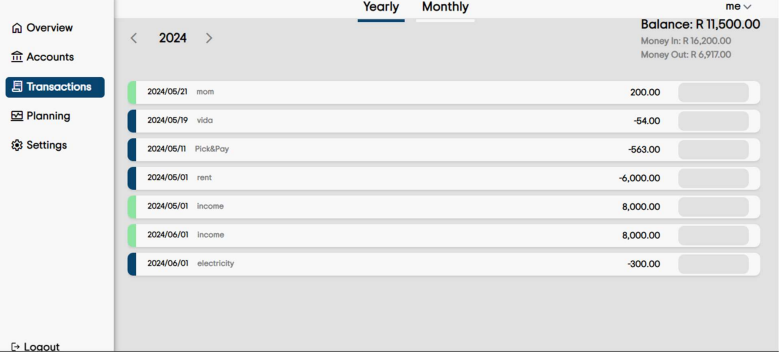 Yearly Monthly me
Overview
Accounts
Transactions
Planning
Settings
Logout
2024
Balance: R 11,500.00
Money In: R 16,200.00
Money Out: R 6,917.00
2024/05/21 mom 200.00
2024/05/19 vida -54.00
2024/05/11 Pick&Pay -563.00
2024/05/01 rent -6,000.00
2024/05/01 income 8,000.00
2024/06/01 income 8,000.00
2024/06/01 electricity -300.00